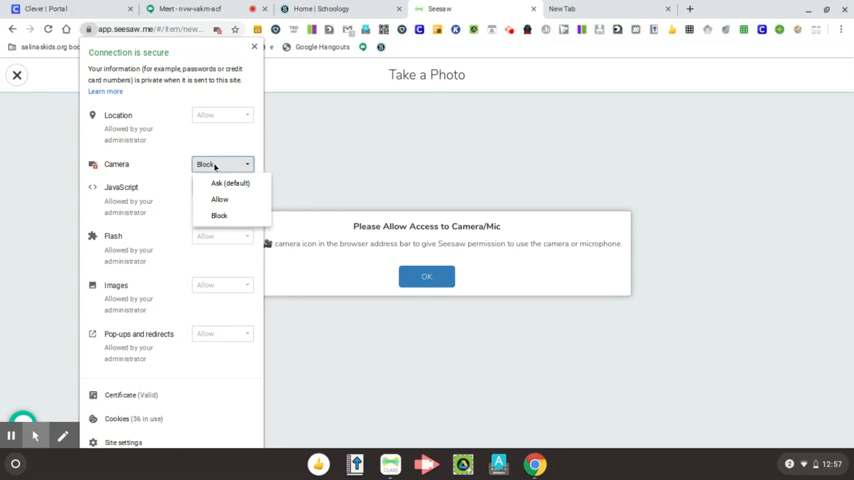 Clever | Portal
Meet - nvw-vakm-ecf
Home | Schoology
Seesaw
New Tab
app.seesaw.me/#/item/new...
salinaskids.org boo
Google Hangouts
Connection is secure
Your information (for example, passwords or credit
card numbers) is private when it is sent to this site.
Learn more
Take a Photo
Location
Allow
Allowed by your
administrator
Camera
Block
Ask (default)
Allow
Block
JavaScript
Allowed by your
administrator
Flash
Allow
Allowed by your
administrator
Images
Allow
Allowed by your
administrator
Pop-ups and redirects
Allow
Allowed by your
administrator
Certificate (Valid)
Cookies (36 in use)
Site settings
Please Allow Access to Camera/Mic
camera icon in the browser address bar to give Seesaw permission to use the camera or microphone.
OK
CLASS
2
12:57